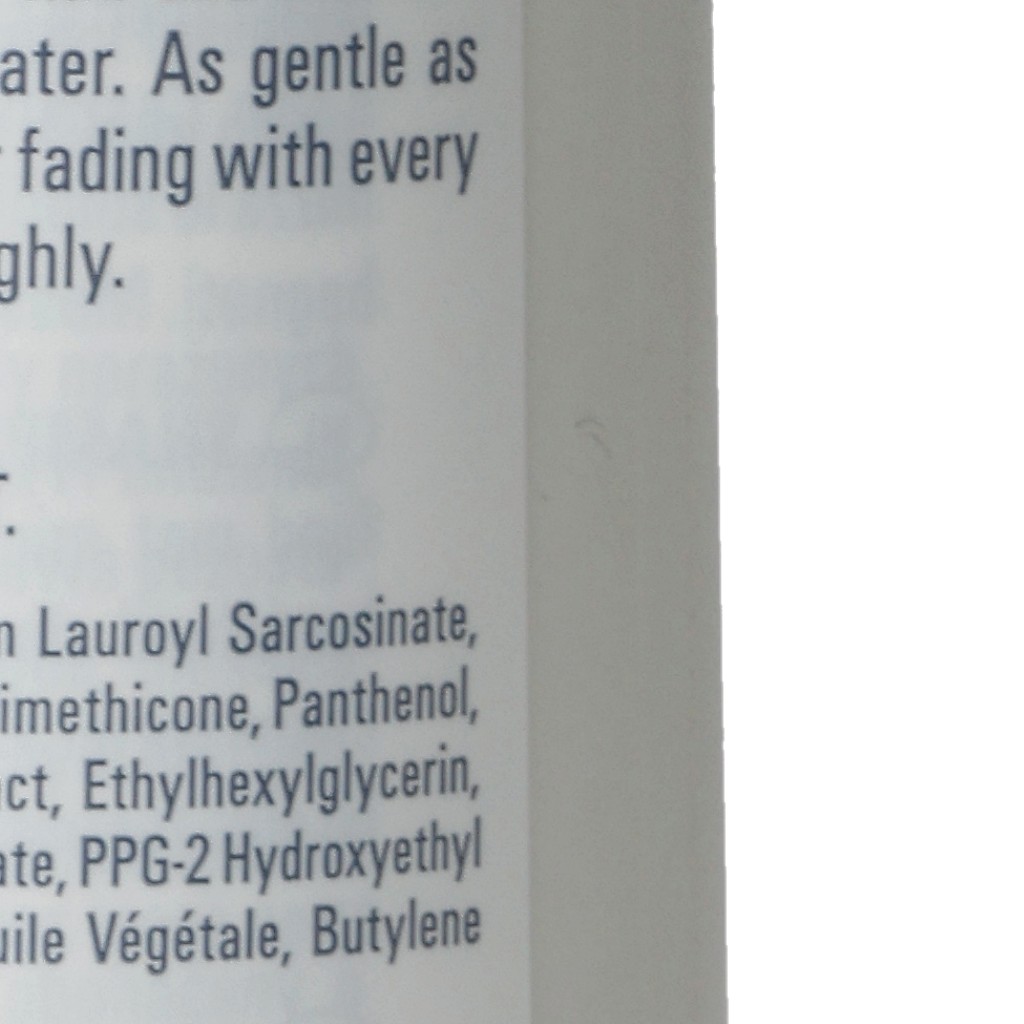 ater. As gentle as
fading with every
ghly.
n Lauroyl Sarcosinate,
imethicone, Panthenol,
ct, Ethylhexylglycerin,
ate, PPG-2 Hydroxyethyl
uile Végétale, Butylene